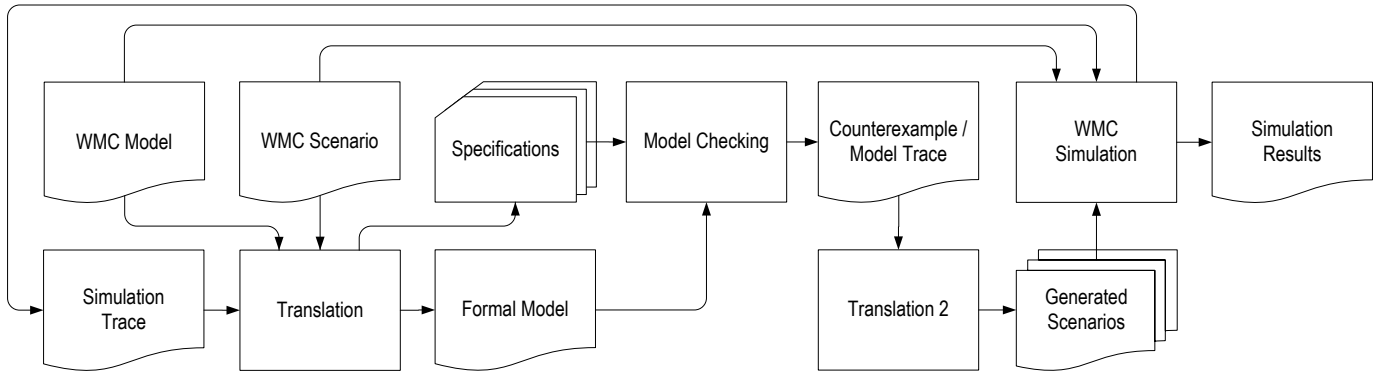 WMC Model
WMC Scenario
Specifications
Model Checking
Counterexample /
Model Trace
WMC
Simulation
Simulation
Results
Simulation
Trace
Translation
Formal Model
Translation 2
Generated
Scenarios